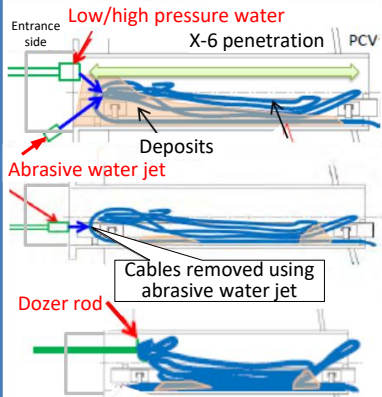 Low/high pressure water
Entrance
side
X-6 penetration
PCV
Deposits
Abrasive water jet
Cables removed using
abrasive water jet
Dozer rod